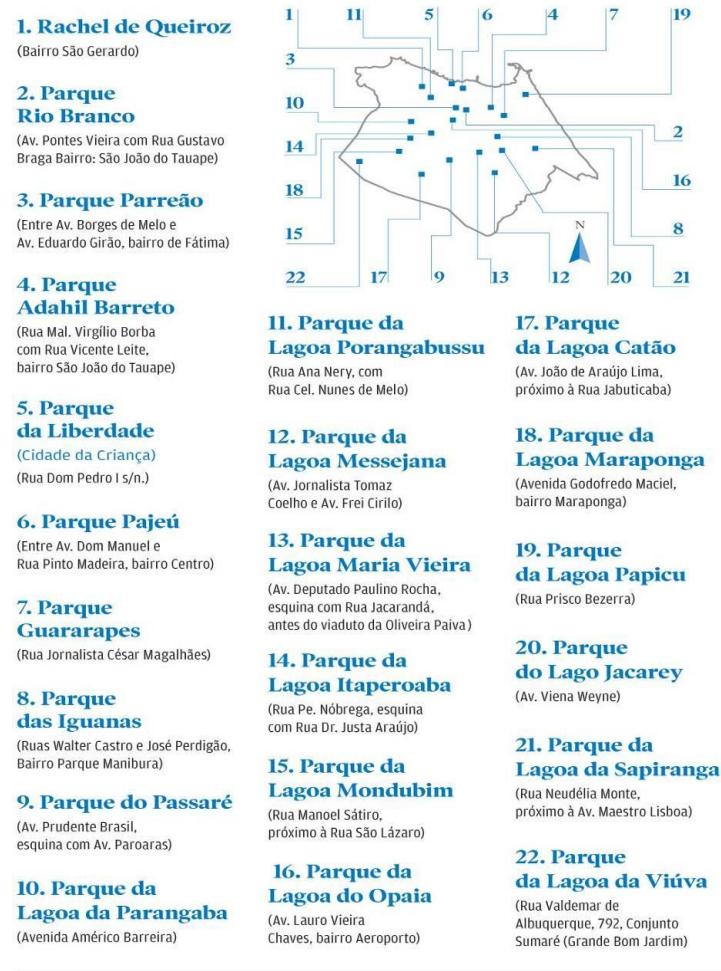 1. Rachel de Queiroz
(Bairro São Gerardo)
2. Parque
Rio Branco
(Av. Pontes Vieira com Rua Gustavo
Braga Bairro: São João do Tauape)
3. Parque Parreão
(Entre Av. Borges de Melo e
Av. Eduardo Girão, bairro de Fátima)
4. Parque
Adahil Barreto
(Rua Mal. Virgílio Borba
com Rua Vicente Leite,
bairro São João do Tauape)
5. Parque
da Liberdade
(Cidade da Criança)
(Rua Dom Pedro I s/n.)
6. Parque Pajeú
(Entre Av. Dom Manuel e
Rua Pinto Madeira, bairro Centro)
7. Parque
Guararapes
(Rua Jornalista César Magalhães)
8. Parque
das Iguanas
(Ruas Walter Castro e José Perdigão,
Bairro Parque Manibura)
9. Parque do Passaré
(Av. Prudente Brasil,
esquina com Av. Paroaras)
10. Parque da
Lagoa da Parangaba
(Avenida Américo Barreira)
1 11 5 6 4 7 19
3
10
14
18
15
2
16
8
N
22 17 9 13 12 20 21
11. Parque da
Lagoa Porangabussu
(Rua Ana Nery, com
Rua Cel. Nunes de Melo)
12. Parque da
Lagoa Messejana
(Av. Jornalista Tomaz
Coelho e Av. Frei Cirilo)
13. Parque da
Lagoa Maria Vieira
(Av. Deputado Paulino Rocha,
esquina com Rua Jacarandá,
antes do viaduto da Oliveira Paiva)
14. Parque da
Lagoa Itaperoaba
(Rua Pe. Nóbrega, esquina
com Rua Dr. Justa Araújo)
15. Parque da
Lagoa Mondubim
(Rua Manoel Sátiro,
próximo à Rua São Lázaro)
16. Parque da
Lagoa do Opaia
(Av. Lauro Vieira
Chaves, bairro Aeroporto)
17. Parque
da Lagoa Catão
(Av. João de Araújo Lima,
próximo à Rua Jabuticaba)
18. Parque da
Lagoa Maraponga
(Avenida Godofredo Maciel,
bairro Maraponga)
19. Parque
da Lagoa Papicu
(Rua Prisco Bezerra)
20. Parque
do Lago Jacarey
(Av. Viena Weyne)
21. Parque da
Lagoa da Sapiranga
(Rua Neudélia Monte,
próximo à Av. Maestro Lisboa)
22. Parque
da Lagoa da Viúva
(Rua Valdemar de
Albuquerque, 792, Conjunto
Sumaré (Grande Bom Jardim)